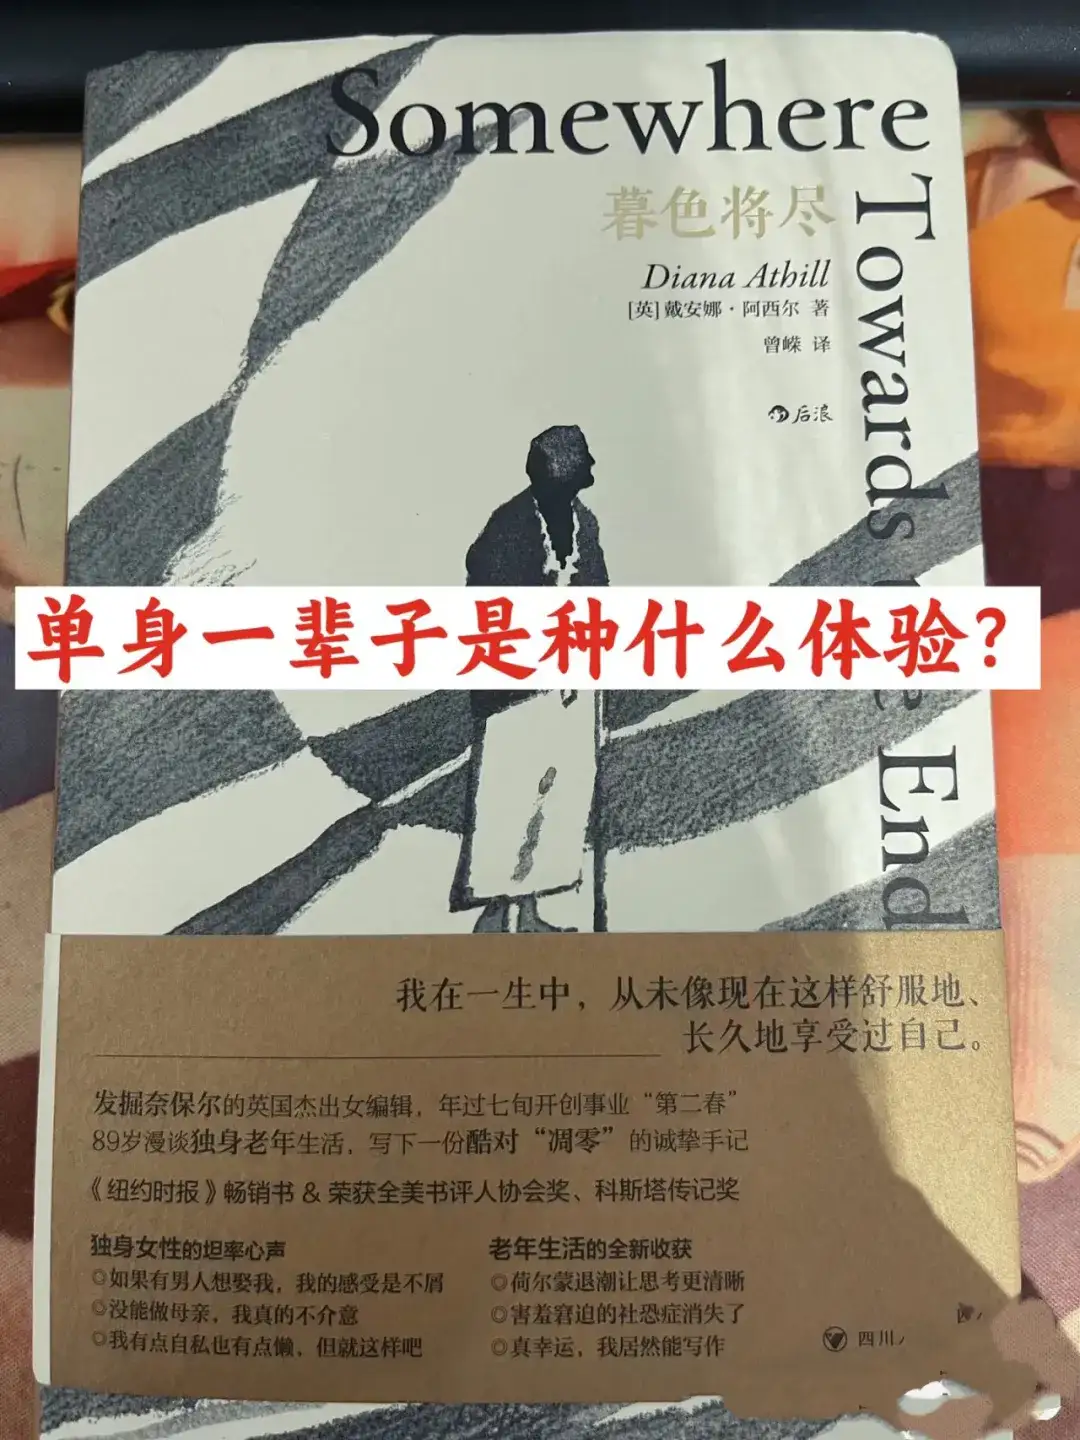 Somewhere
Towards
End
暮色将尽
Diana Athill
[英]戴安娜·阿西尔 著
曾嵘 译
后浪
单身一辈子是种什么体验?
我在一生中，从未像现在这样舒服地、
长久地享受过自己。
发掘奈保尔的英国杰出女编辑，年过七旬开创事业“第二春”
89岁漫谈独身老年生活，写下一份酷对“凋零”的诚挚手记
《纽约时报》畅销书 & 荣获全美书评人协会奖、科斯塔传记奖
独身女性的坦率心声
◎如果有男人想娶我，我的感受是不屑
◎没能做母亲，我真的不介意
◎我有点自私也有点懒，但就这样吧
老年生活的全新收获
◎荷尔蒙退潮让思考更清晰
◎害羞窘迫的社恐症消失了
◎真幸运，我居然能写作
四川